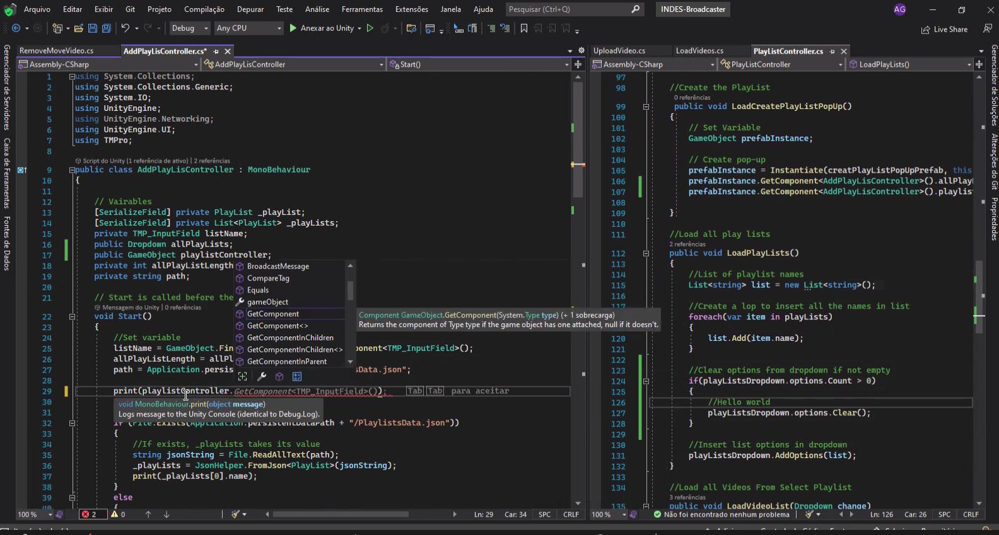 Arquivo Editar Exibir Git Projeto Compilação Depurar Teste Análise Ferramentas Extensões Janela Ajuda Pesquisar (Ctrl+Q) INDES-Broadcaster AG
Debug Any CPU Anexar ao Unity Live Share
RemoveMoveVideo.cs AddPlayLisController.cs*
Assembly-CSharp AddPlayLisController Start()
Gerenciador de Servidores
Caixa de Ferramentas
Fontes de Dados
1 using System.Collections;
2 using System.Collections.Generic;
3 using System.IO;
4 using UnityEngine;
5 using UnityEngine.Networking;
6 using UnityEngine.UI;
7 using TMPro;
8
Script do Unity (1 referência de ativo) | 2 referências
9 public class AddPlayLisController : MonoBehaviour
10 {
11
12 // Vairables
13 [SerializeField] private PlayList _playList;
14 [SerializeField] private List<PlayList> _playLists;
15 private TMP_InputField listName;
16 public Dropdown allPlayLists;
17 public GameObject playlistController;
18 private int allPlayListLength
19 private string path;
20
21 // Start is called before the
Mensagem do Unity | 0 referências
22 void Start()
23 {
24 //Set variable
25 listName = GameObject.Fin ponent<TMP_InputField>();
26 allPlayListLength = allPl
27 path = Application.persis sData.json";
28
29 print(playlistController.GetComponent<TMP_InputField>()); Tab Tab para aceitar
30
31
32 if (File.Exists(Application.persistentDataPath + "/PlaylistsData.json"))
33 {
34 //If exists, _playLists takes its value
35 string jsonString = File.ReadAllText(path);
36 _playLists = JsonHelper.FromJson<PlayList>(jsonString);
37 print(_playLists[0].name);
38 }
39 else
40 {
BroadcastMessage
CompareTag
Equals
gameObject
GetComponent
GetComponent<>
GetComponentInChildren
GetComponentInChildren<>
GetComponentInParent
Component GameObject.GetComponent(System.Type type) (+ 1 sobrecarga)
Returns the component of Type type if the game object has one attached, null if it doesn't.
void MonoBehaviour.print(object message)
Logs message to the Unity Console (identical to Debug.Log).
100 % 2 0 Ln: 29 Car: 34 SPC CRLF
UploadVideo.cs LoadVideos.cs PlayListController.cs
Assembly-CSharp PlayListController LoadPlayLists()
97
98 //Create the PlayList
0 referências
99 public void LoadCreatePlayListPopUp()
100 {
101 // Set Variable
102 GameObject prefabInstance;
103
104 // Create pop-up
105 prefabInstance = Instantiate(creatPlayListPopUpPrefab, this
106 prefabInstance.GetComponent<AddPlayLisController>().allPlayL
107 prefabInstance.GetComponent<AddPlayLisController>().playlist
108
109 }
110
111 //Load all play lists
2 referências
112 public void LoadPlayLists()
113 {
114 //List of playlist names
115 List<string> list = new List<string>();
116
117 //Create a lop to insert all the names in list
118 foreach(var item in playLists)
{
120 list.Add(item.name);
121 }
122
123 //Clear options from dropdown if not empty
124 if(playListsDropdown.options.Count > 0)
125 {
126 //Hello world
127 playListsDropdown.options.Clear();
128 }
129
130 //Insert list options in dropdown
131 playListsDropdown.AddOptions(list);
132 }
133
134 //Load all Videos From Select Playlist
3 referências
135 public void LoadVideoList(Dropdown change)
100 % Não foi encontrado nenhum problema Ln: 126 Car: 26 SPC CRLF
Gerenciador de Soluções
Alterações do Git
Propriedades